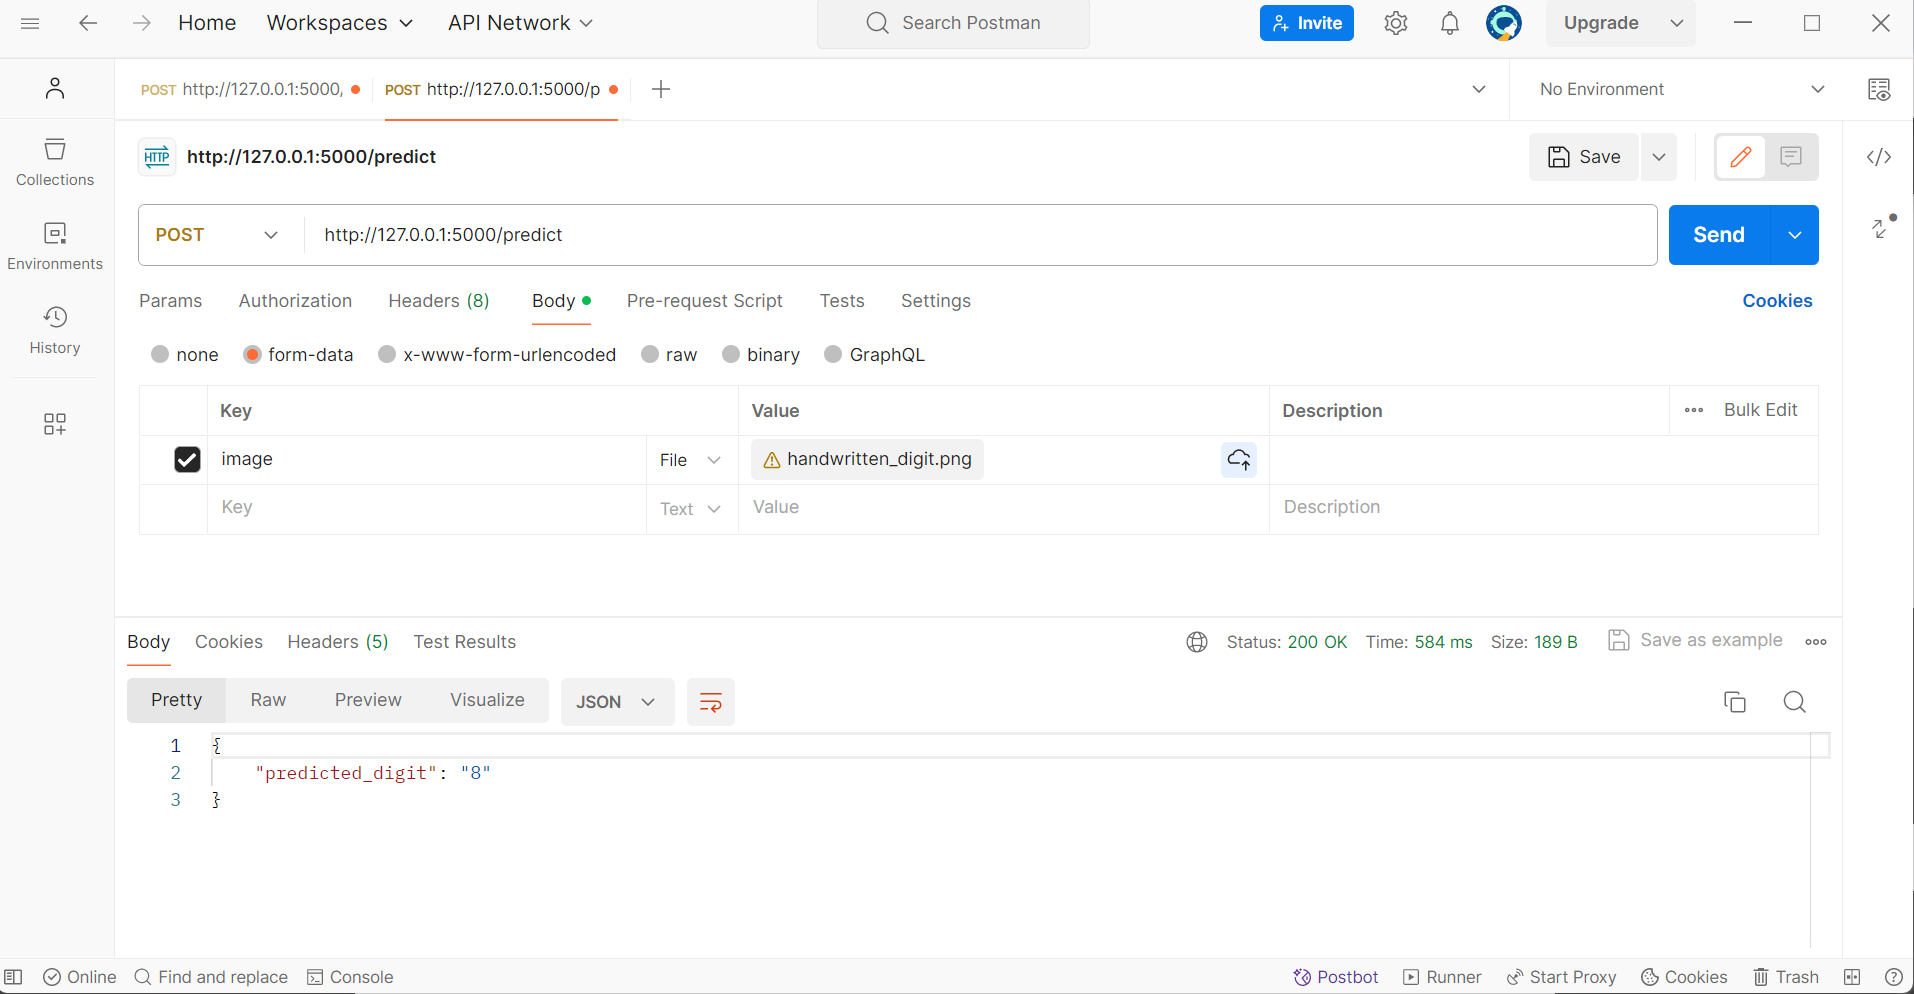 Home Workspaces API Network Search Postman Invite Upgrade
POST http://127.0.0.1:5000, POST http://127.0.0.1:5000/p No Environment
HTTP http://127.0.0.1:5000/predict Save
Collections
POST http://127.0.0.1:5000/predict Send
Environments
Params Authorization Headers (8) Body Pre-request Script Tests Settings Cookies
History
none form-data x-www-form-urlencoded raw binary GraphQL
Key Value Description Bulk Edit
image File handwritten_digit.png
Key Text Value Description
Body Cookies Headers (5) Test Results Status: 200 OK Time: 584 ms Size: 189 B Save as example
Pretty Raw Preview Visualize JSON
1 {
2 "predicted_digit": "8"
3 }
Online Find and replace Console Postbot Runner Start Proxy Cookies Trash